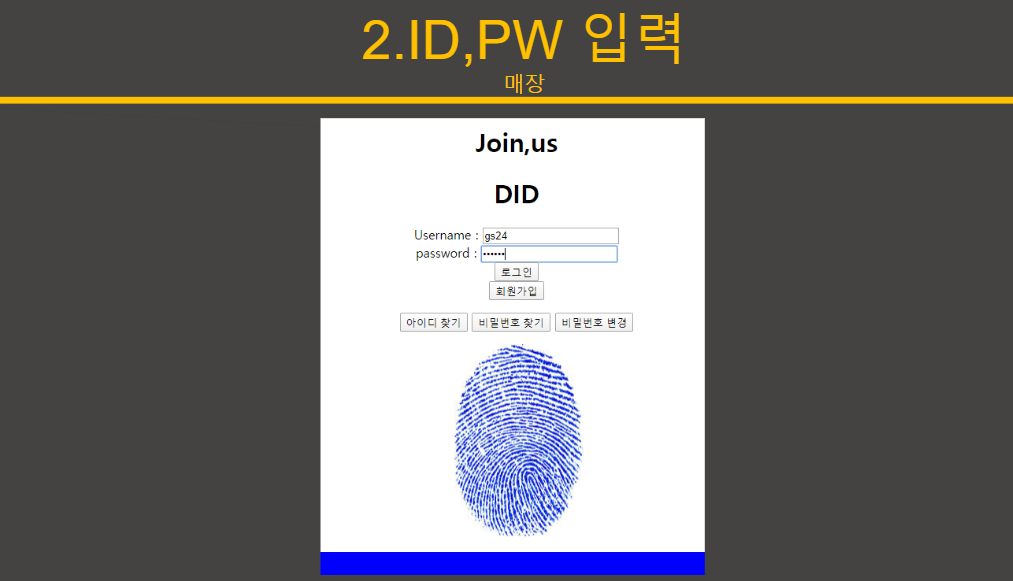 2.ID,PW 입력
매장
Join,us
DID
Username : gs24
password : ••••••
로그인
회원가입
아이디 찾기 비밀번호 찾기 비밀번호 변경